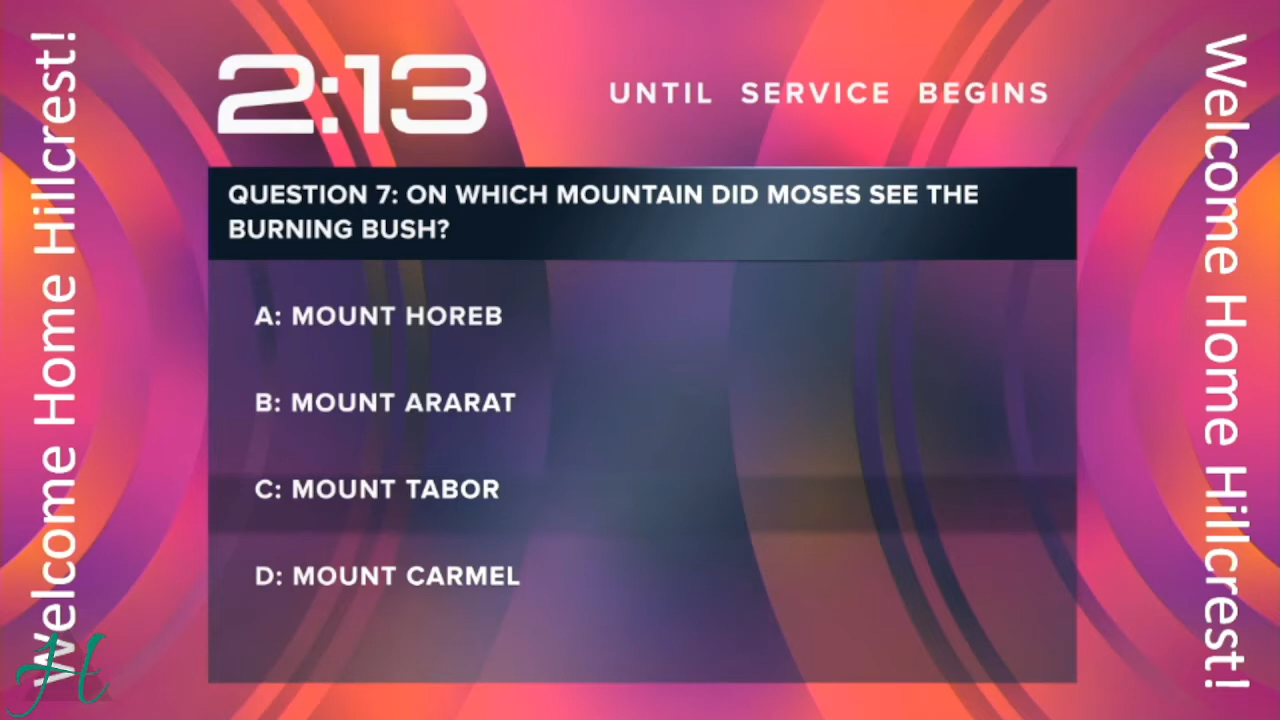 Welcome Home Hillcrest!
2:13
UNTIL SERVICE BEGINS
QUESTION 7: ON WHICH MOUNTAIN DID MOSES SEE THE
BURNING BUSH?
A: MOUNT HOREB
B: MOUNT ARARAT
C: MOUNT TABOR
D: MOUNT CARMEL
Welcome Home Hillcrest!
H